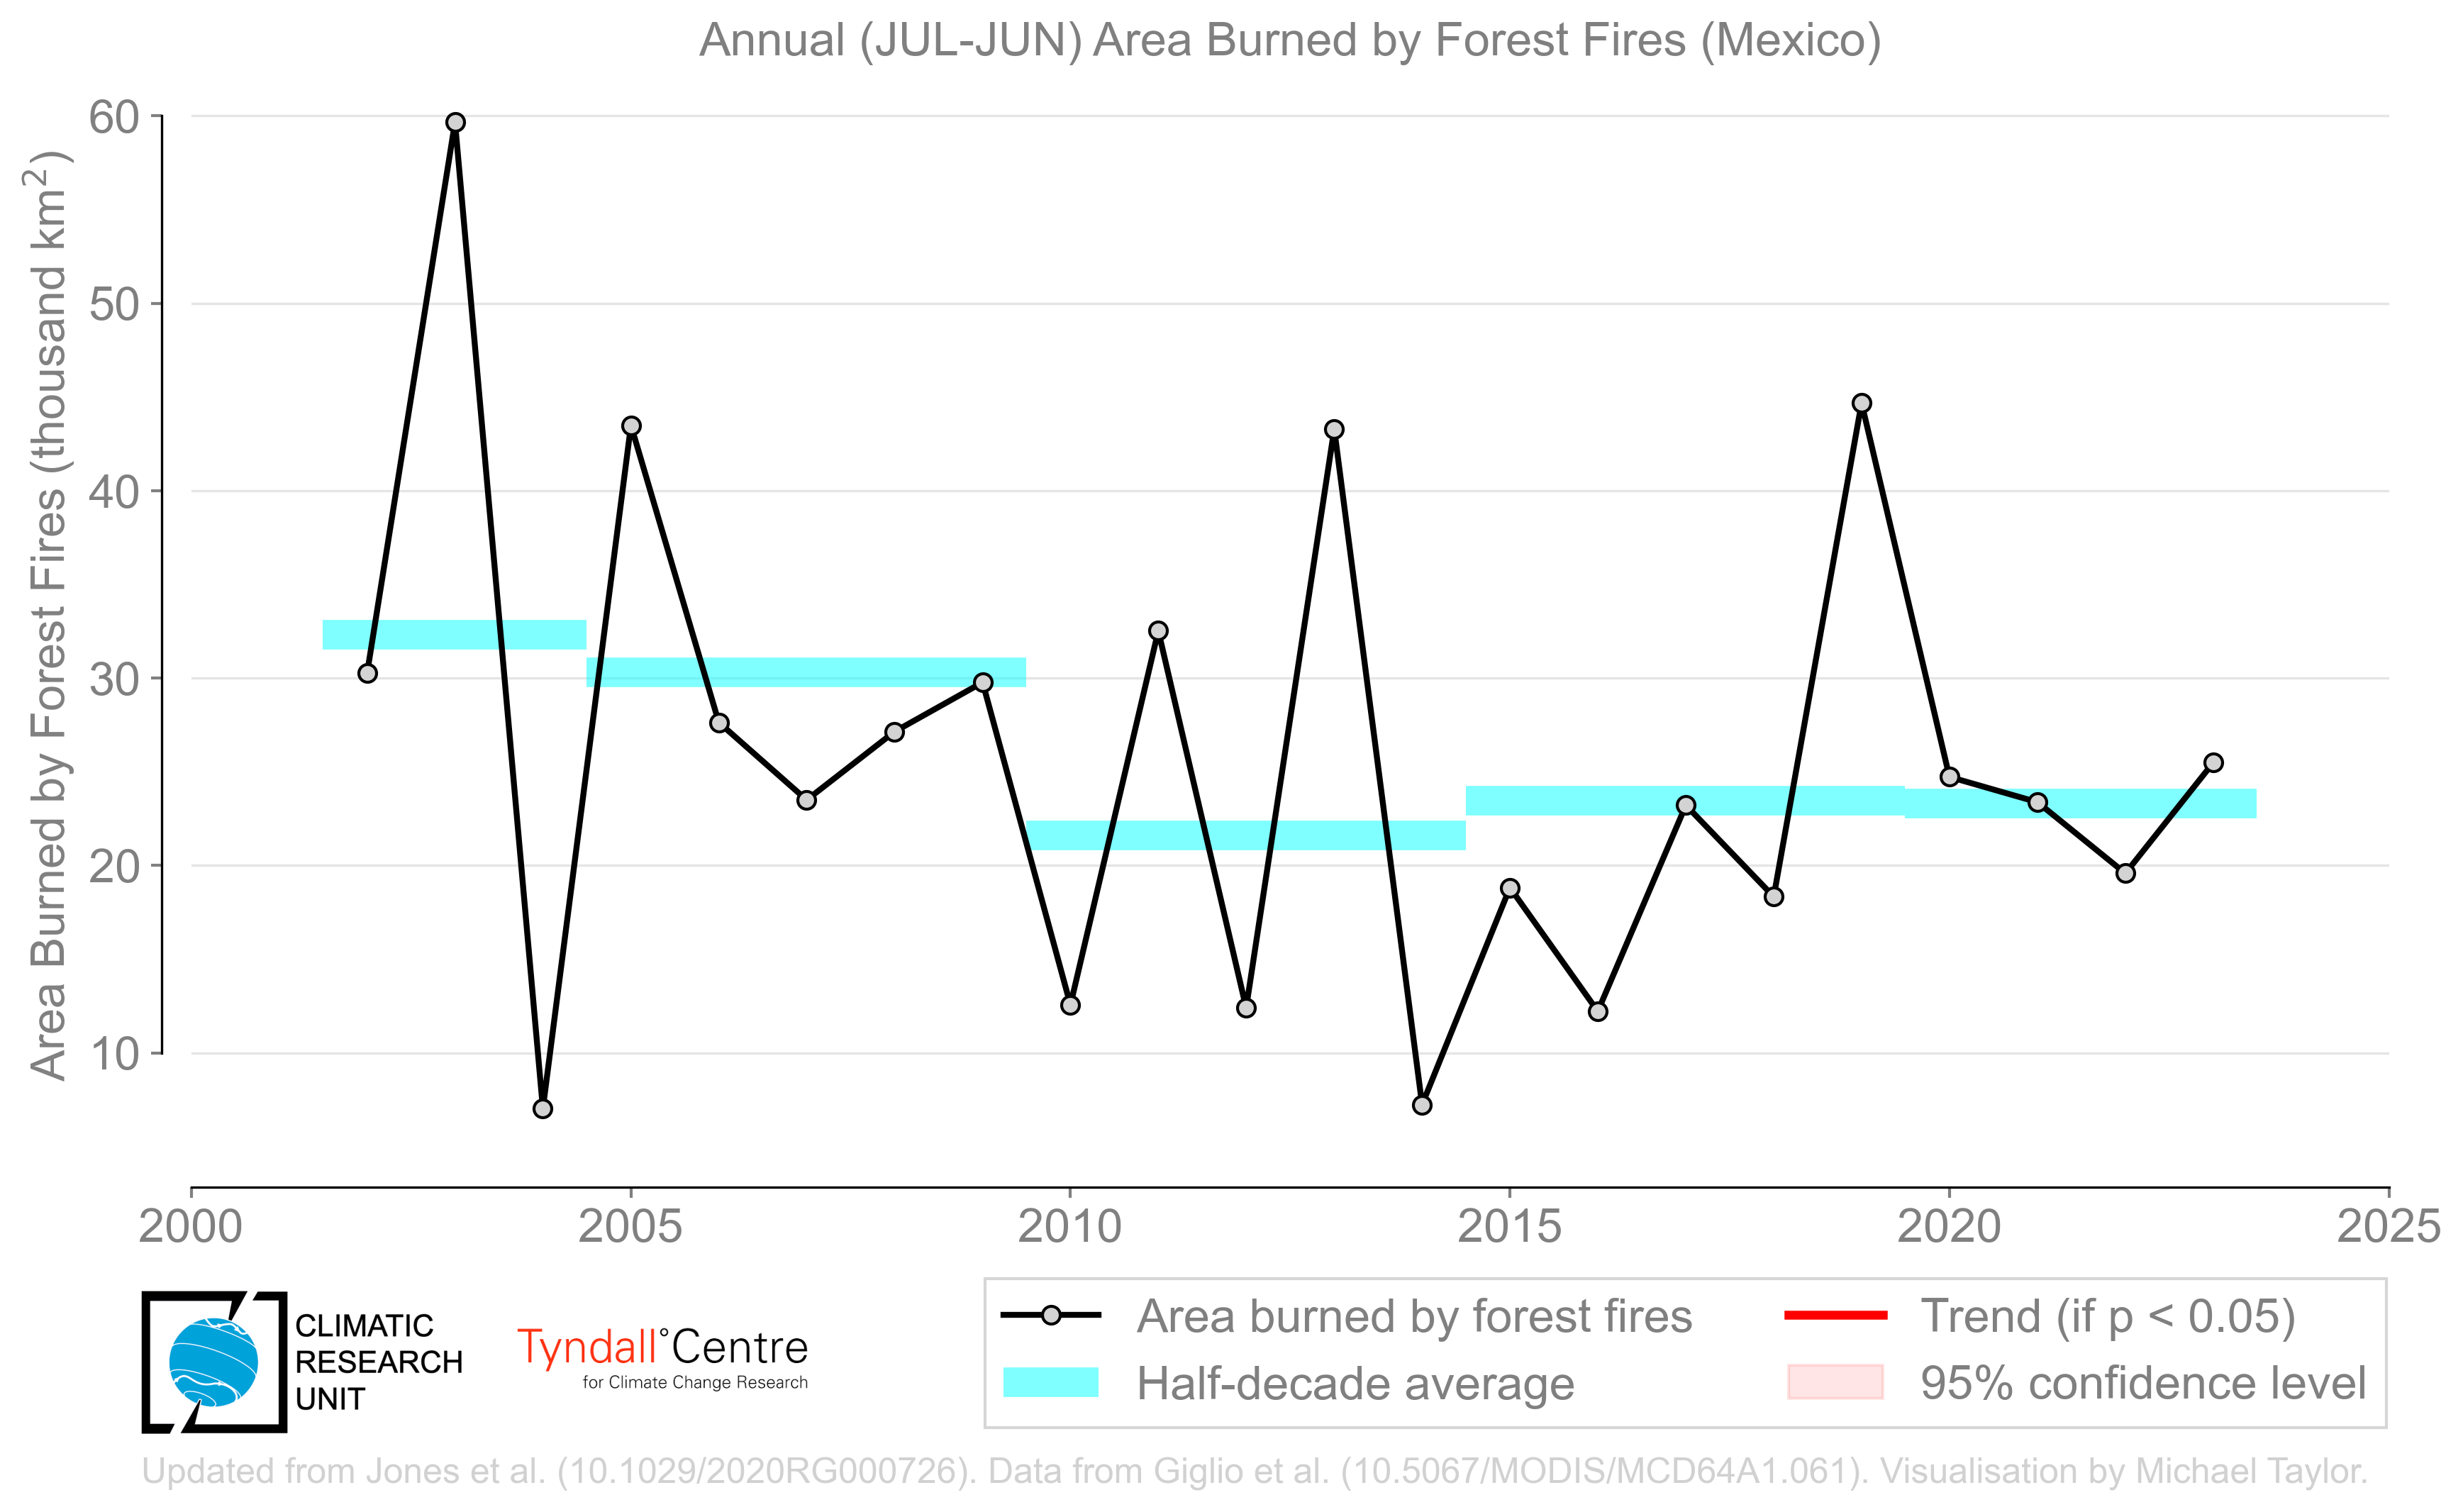 Annual (JUL-JUN) Area Burned by Forest Fires (Mexico)
Area Burned by Forest Fires (thousand km²)
60
50
40
30
20
10
2000 2005 2010 2015 2020 2025
CLIMATIC
RESEARCH
UNIT
Tyndall°Centre
for Climate Change Research
Area burned by forest fires
Half-decade average
Trend (if p < 0.05)
95% confidence level
Updated from Jones et al. (10.1029/2020RG000726). Data from Giglio et al. (10.5067/MODIS/MCD64A1.061). Visualisation by Michael Taylor.